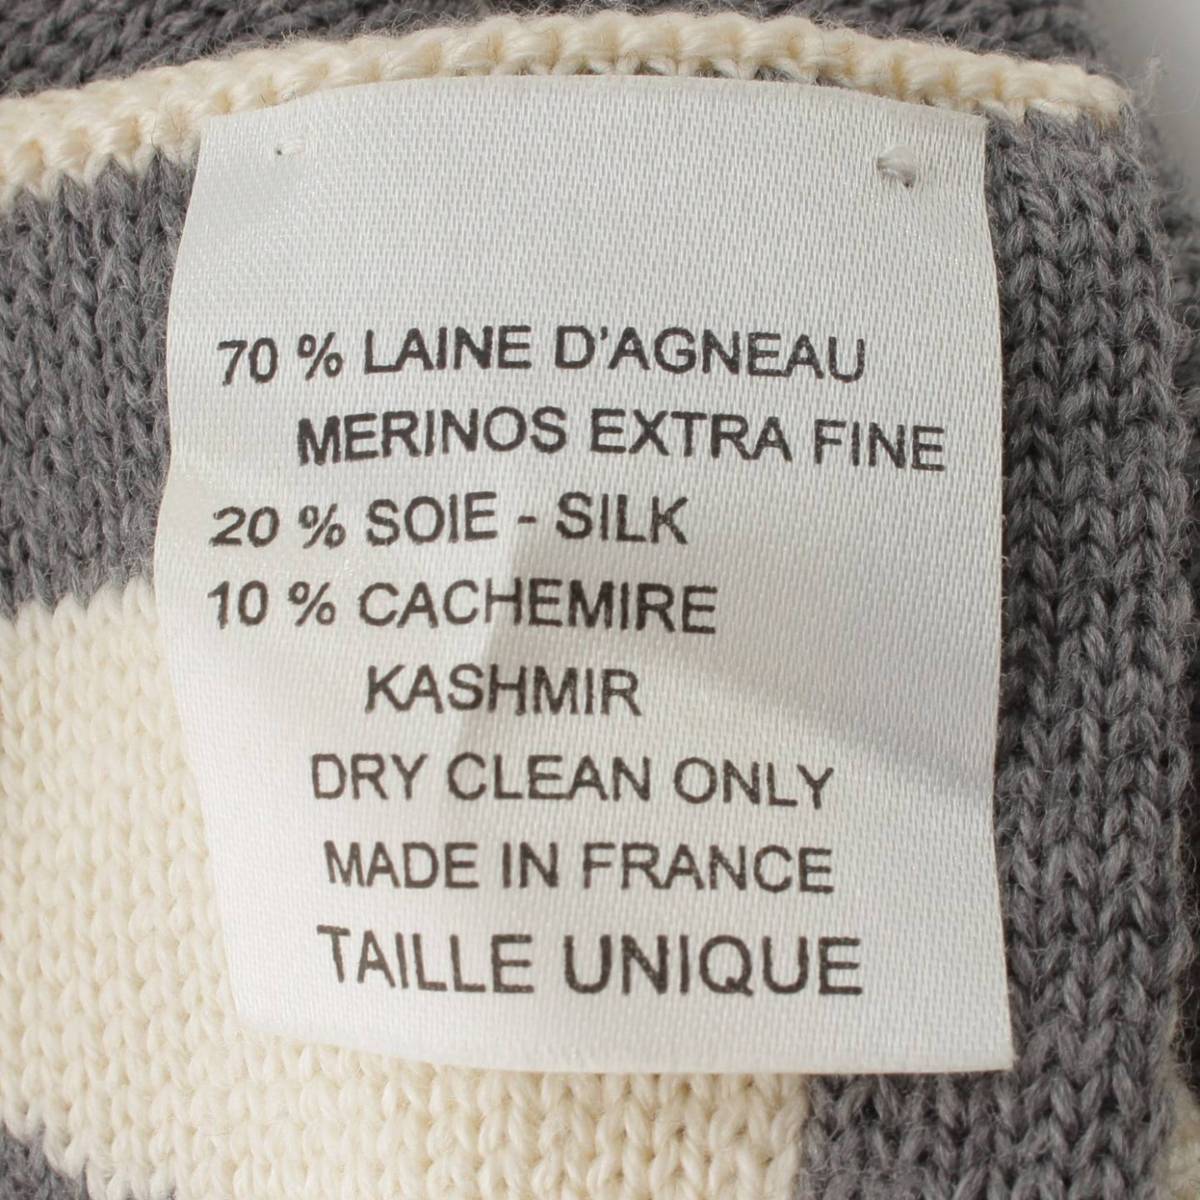 70 % LAINE D'AGNEAU
MERINOS EXTRA FINE
20 % SOIE - SILK
10 % CACHEMIRE
KASHMIR
DRY CLEAN ONLY
MADE IN FRANCE
TAILLE UNIQUE